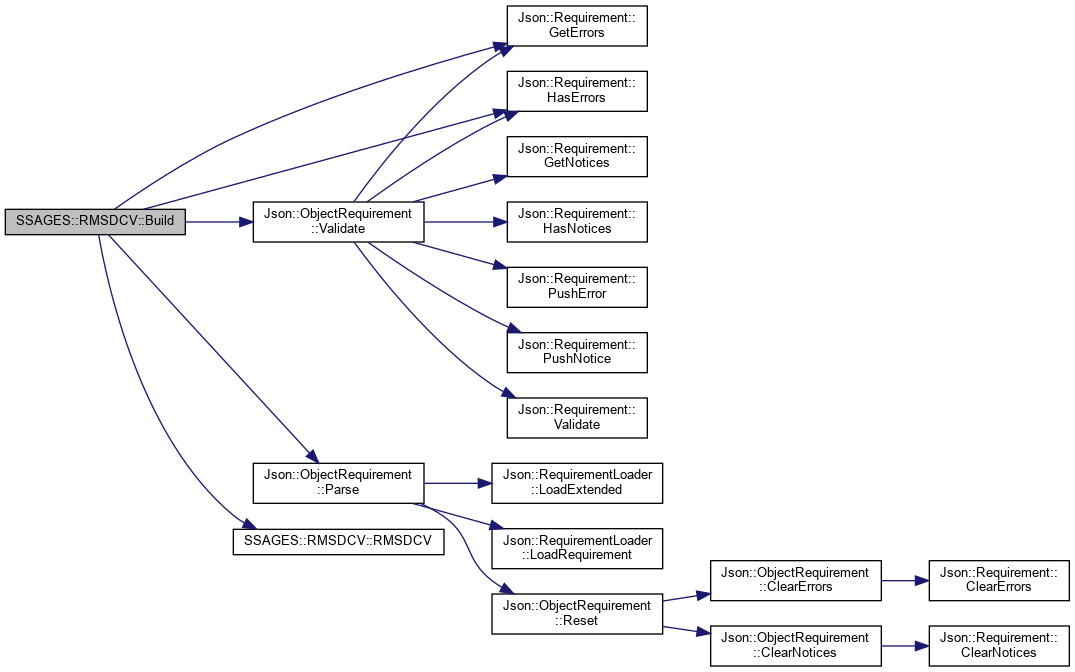 Json::Requirement::
GetErrors
Json::Requirement::
HasErrors
Json::Requirement::
GetNotices
SSAGES::RMSDCV::Build
Json::ObjectRequirement
::Validate
Json::Requirement::
HasNotices
Json::Requirement::
PushError
Json::Requirement::
PushNotice
Json::Requirement::
Validate
Json::ObjectRequirement
::Parse
Json::RequirementLoader
::LoadExtended
SSAGES::RMSDCV::RMSDCV
Json::RequirementLoader
::LoadRequirement
Json::ObjectRequirement
::Reset
Json::ObjectRequirement
::ClearErrors
Json::Requirement::
ClearErrors
Json::ObjectRequirement
::ClearNotices
Json::Requirement::
ClearNotices